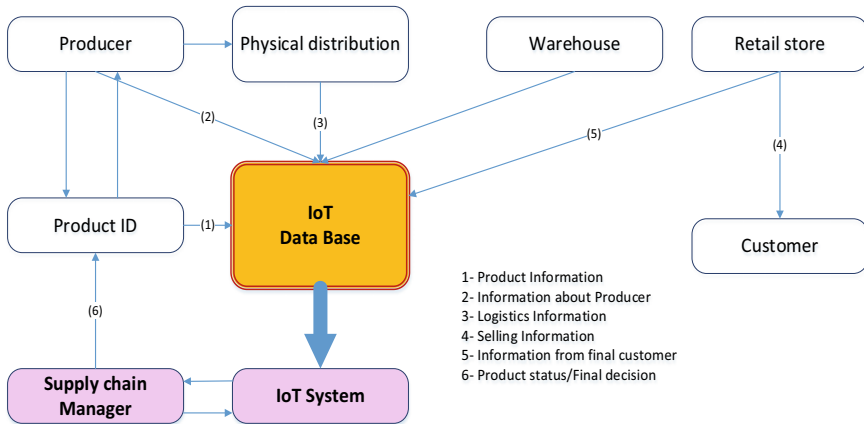 Producer
Physical distribution
Warehouse
Retail store
(2)
(3)
(5)
(4)
Product ID
(1)
IoT
Data Base
Customer
(6)
1- Product Information
2- Information about Producer
3- Logistics Information
4- Selling Information
5- Information from final customer
6- Product status/Final decision
Supply chain
Manager
IoT System